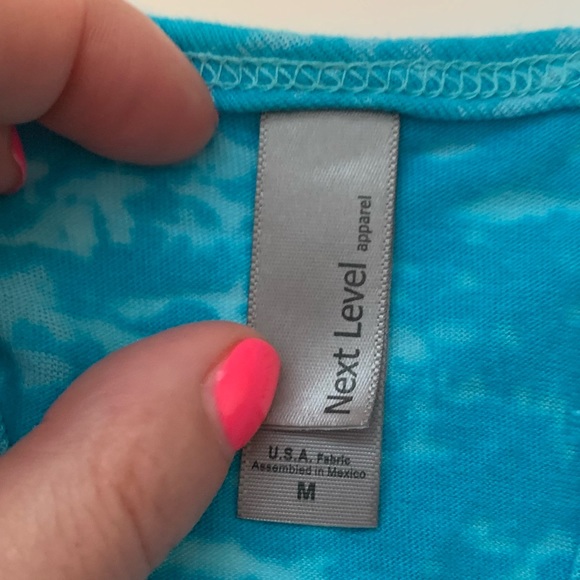 Next Level apparel
U.S.A. Fabric
Assembled in Mexico
M